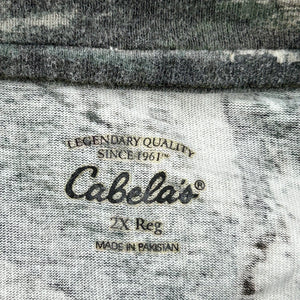 LEGENDARY QUALITY
SINCE 1961™
Cabela's®
2X Reg
MADE IN PAKISTAN